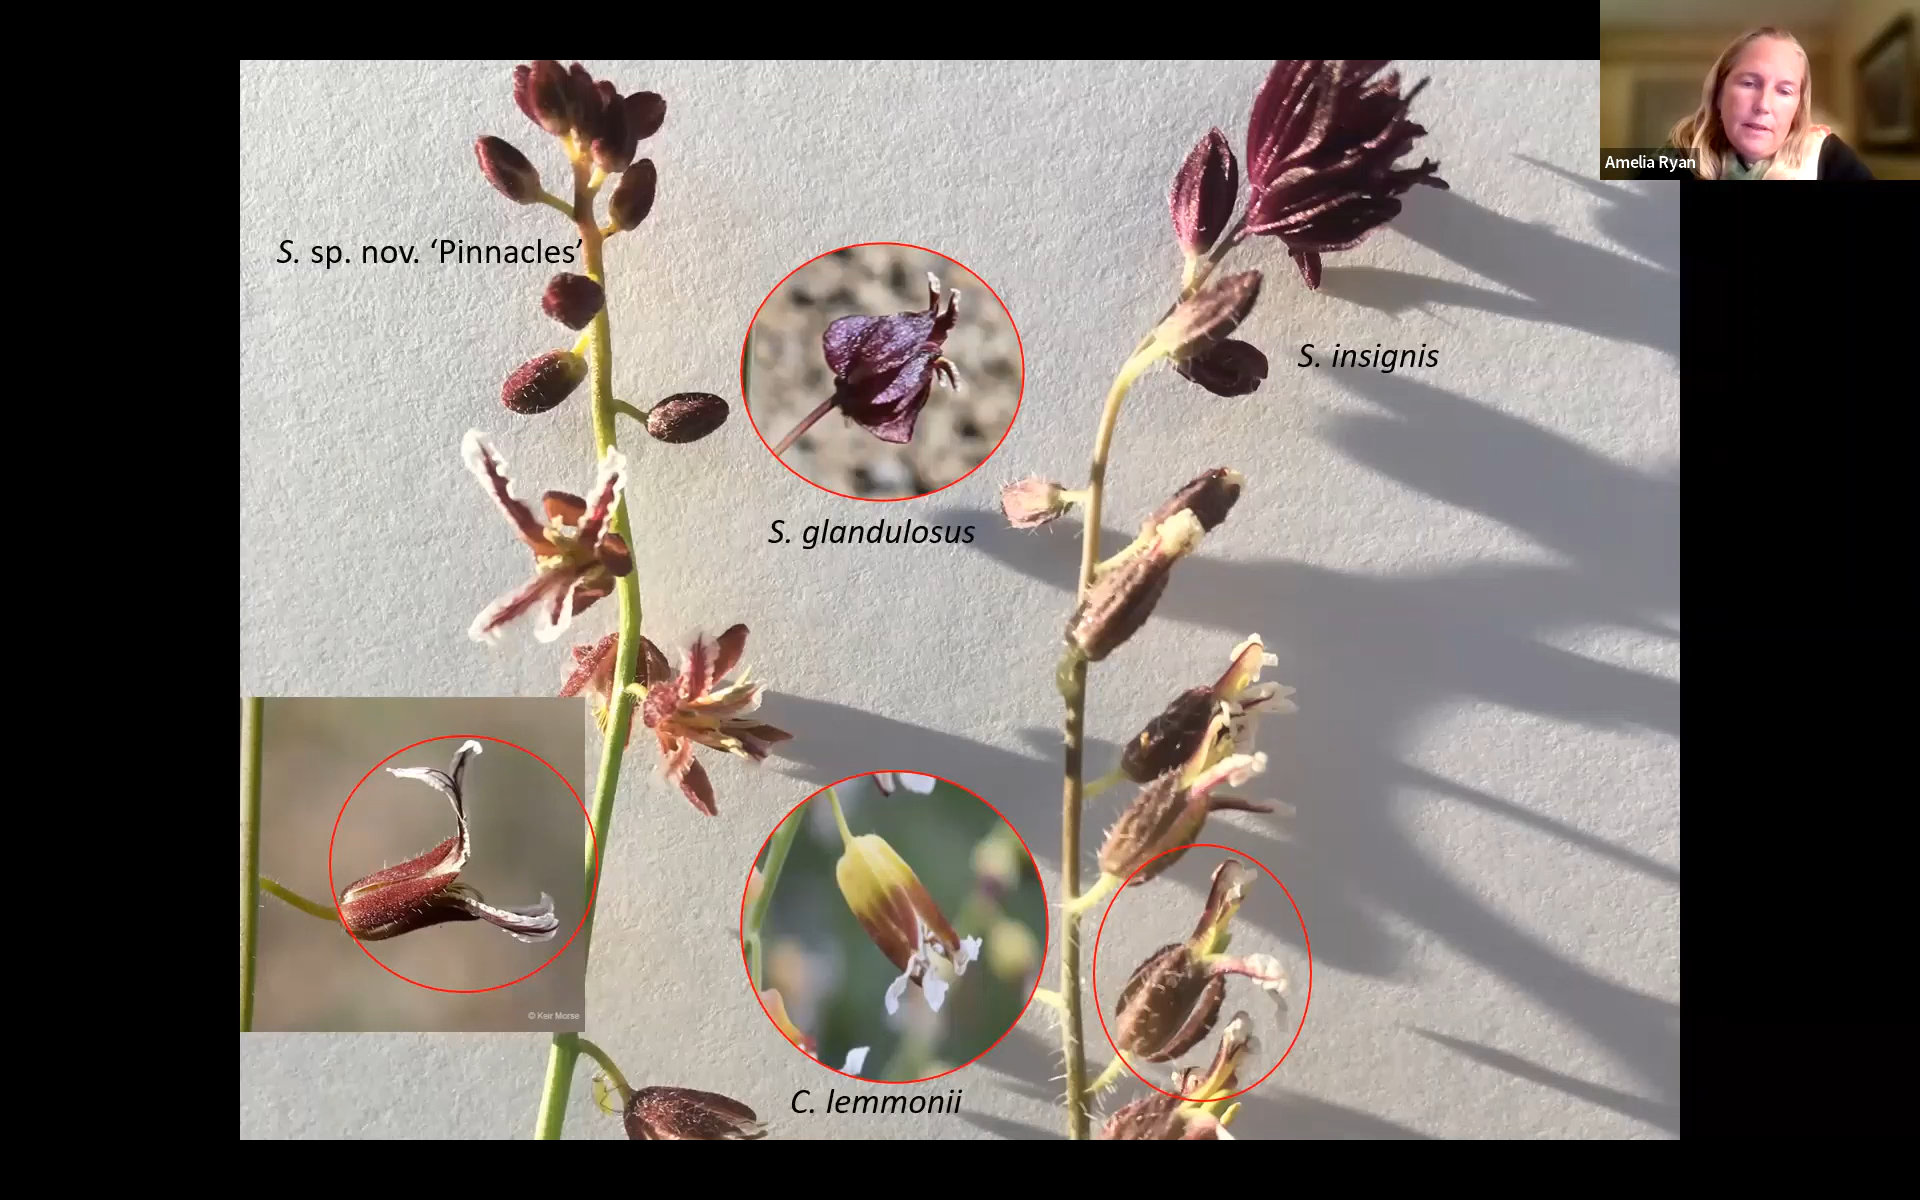 Amelia Ryan
S. sp. nov. ‘Pinnacles’
S. insignis
S. glandulosus
© Keir Morse
C. lemmonii